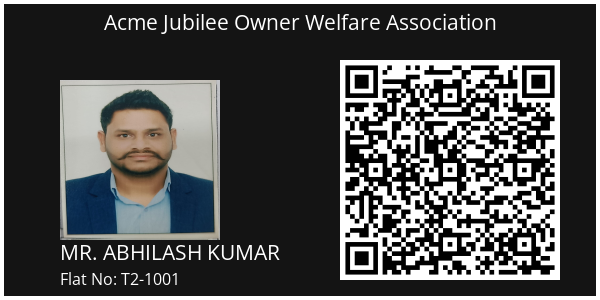 Acme Jubilee Owner Welfare Association
MR. ABHILASH KUMAR
Flat No: T2-1001